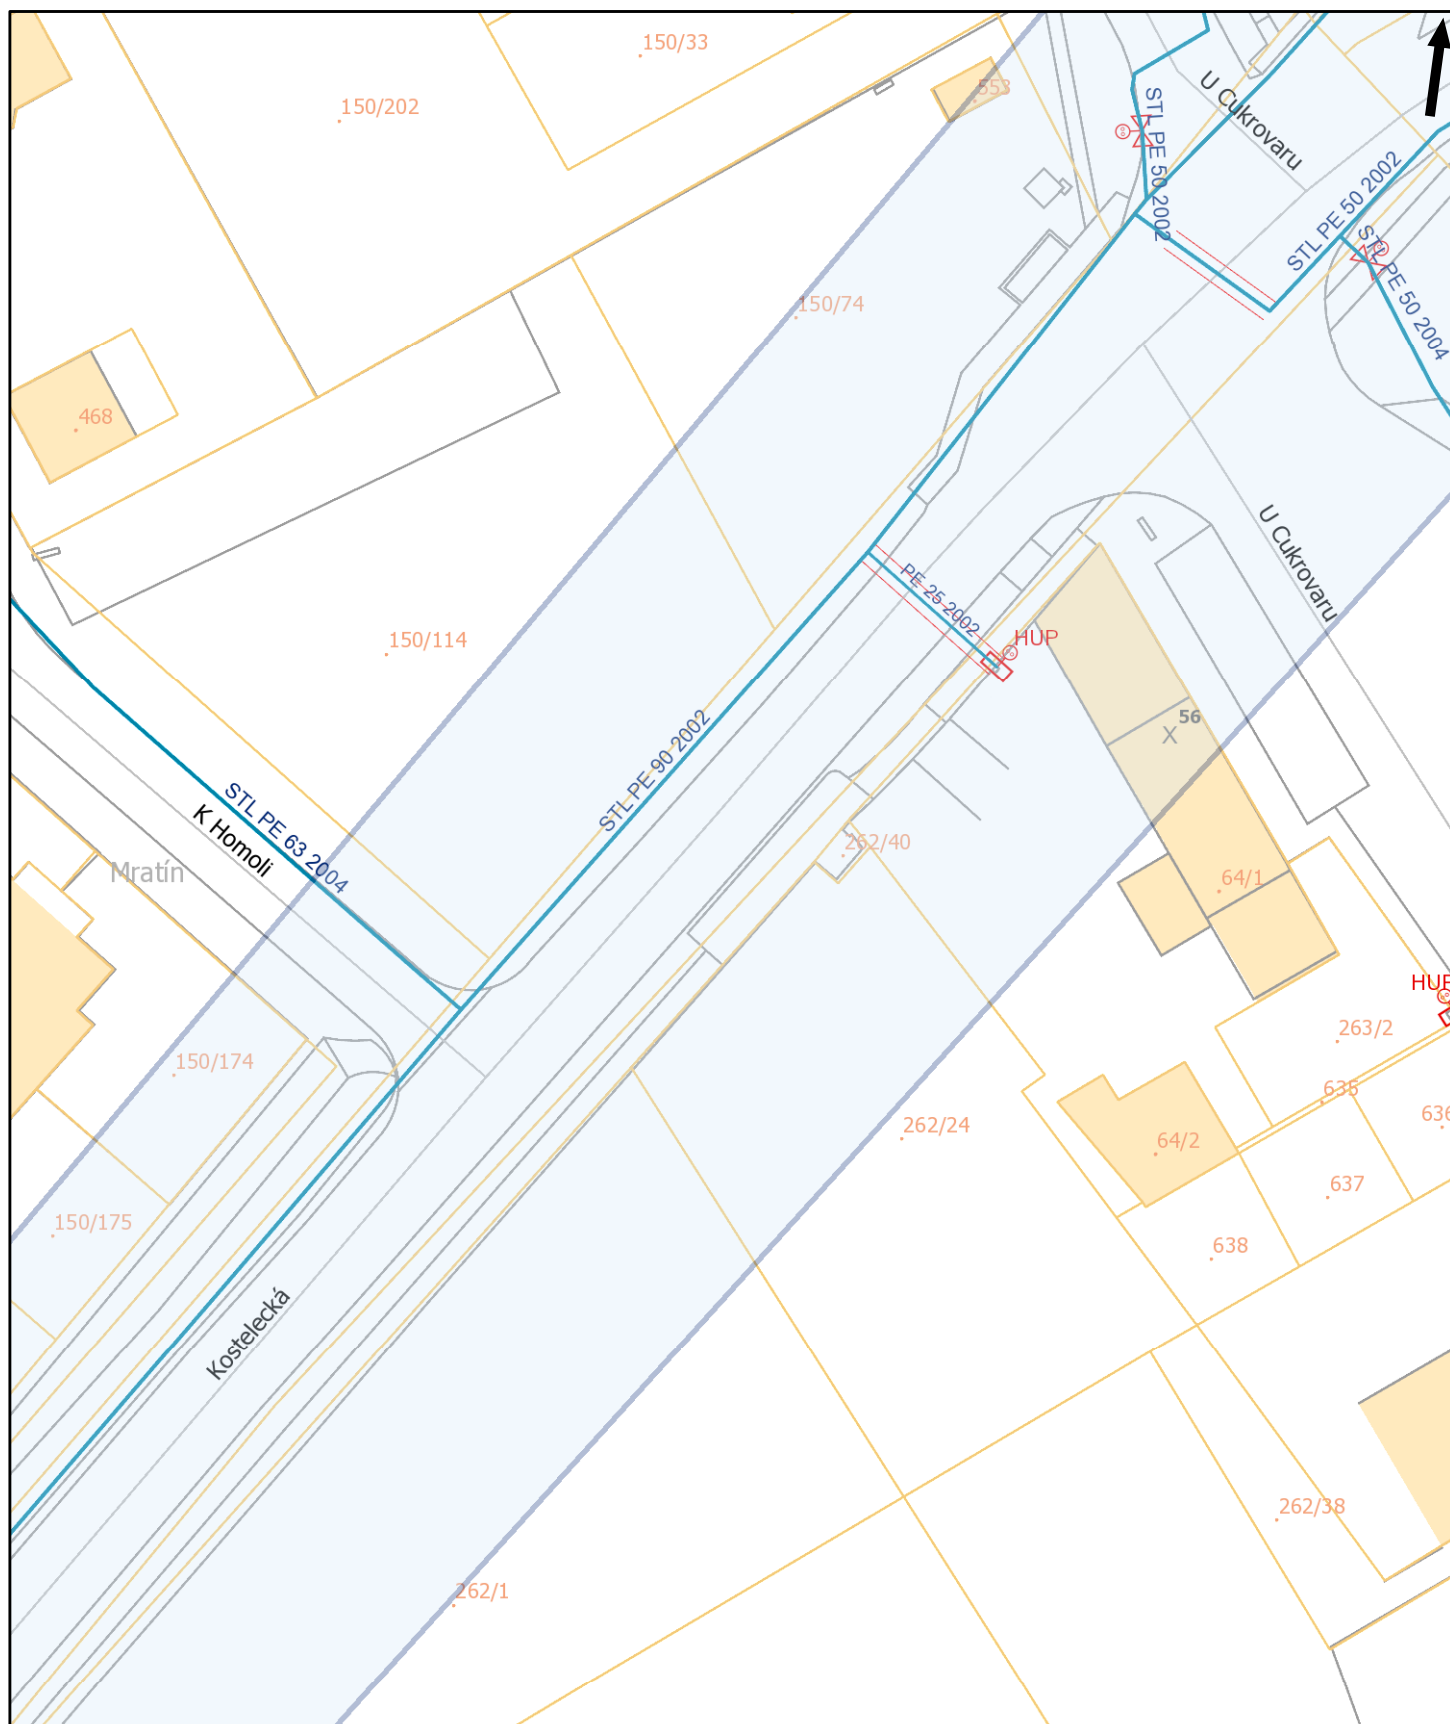 150/33
150/202
553
U Cukrovaru
STL PE 50 2002
STL PE 50 2002
STL PE 50 2004
150/74
468
U Cukrovaru
PE 25 2002
HUP
150/114
56
STL PE 90 2002
STL PE 63 2004
K Homoli
Mratín
262/40
64/1
HUP
263/2
150/174
635
636
262/24
64/2
637
150/175
638
Kostelecká
262/38
262/1